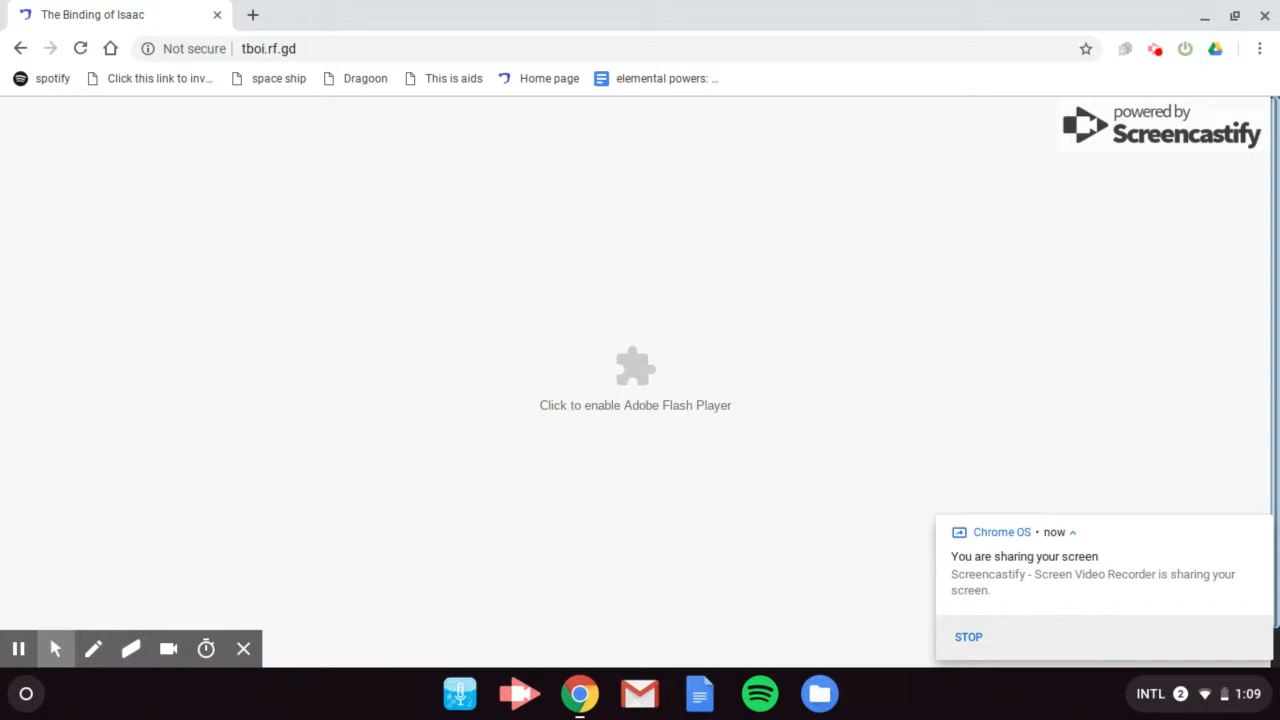 The Binding of Isaac
Not secure tboi.rf.gd
spotify Click this link to inv... space ship Dragoon This is aids Home page elemental powers: ...
powered by
Screencastify
Click to enable Adobe Flash Player
Chrome OS • now
You are sharing your screen
Screencastify - Screen Video Recorder is sharing your
screen.
STOP
INTL 2 1:09